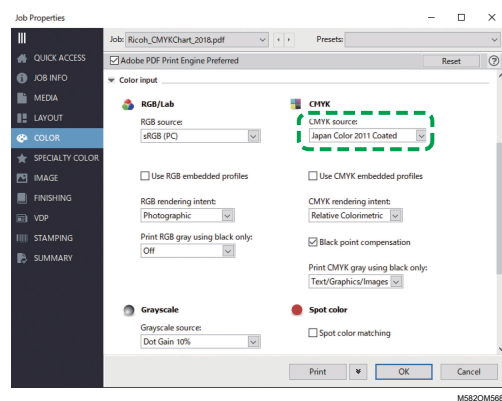 Job Properties
Job: Ricoh_CMYKChart_2018.pdf
Presets:
QUICK ACCESS
JOB INFO
MEDIA
LAYOUT
COLOR
SPECIALTY COLOR
IMAGE
FINISHING
VDP
STAMPING
SUMMARY
Adobe PDF Print Engine Preferred
Reset
Color input
RGB/Lab
RGB source:
sRGB (PC)
Use RGB embedded profiles
RGB rendering intent:
Photographic
Print RGB gray using black only:
Off
CMYK
CMYK source:
Japan Color 2011 Coated
Use CMYK embedded profiles
CMYK rendering intent:
Relative Colorimetric
Black point compensation
Print CMYK gray using black only:
Text/Graphics/Images
Grayscale
Grayscale source:
Dot Gain 10%
Spot color
Spot color matching
Print
OK
Cancel
M582OM568